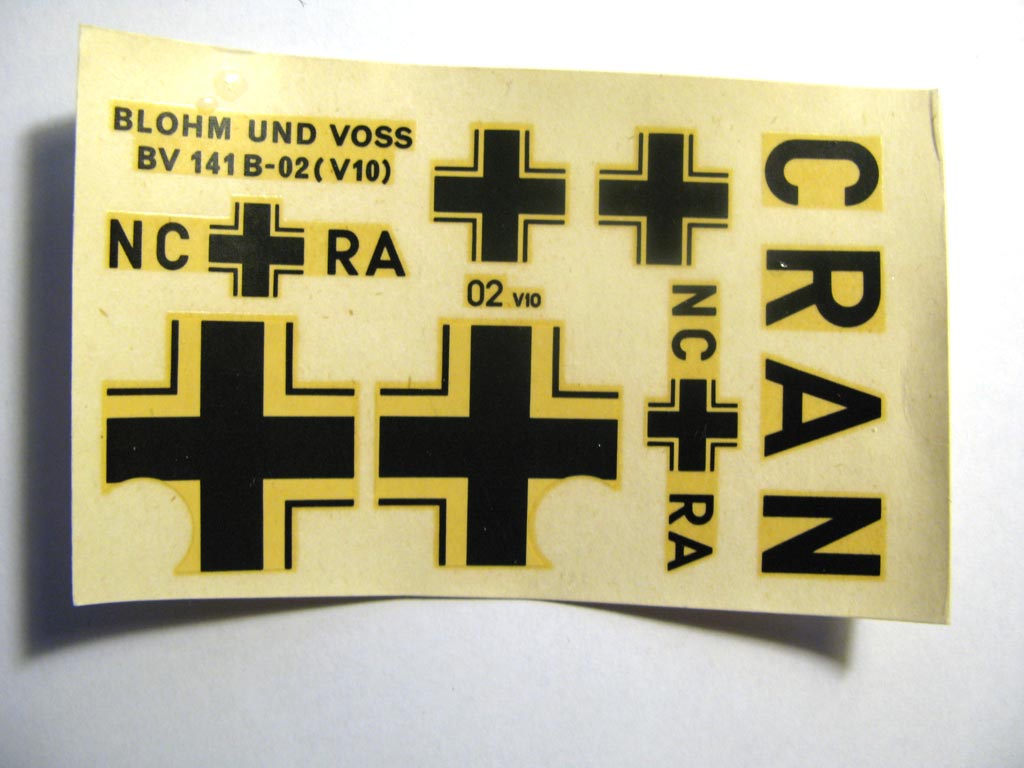 BLOHM UND VOSS
BV 141 B-02 (V10)
NC RA
02 V10
NC
RA
C
R
A
N